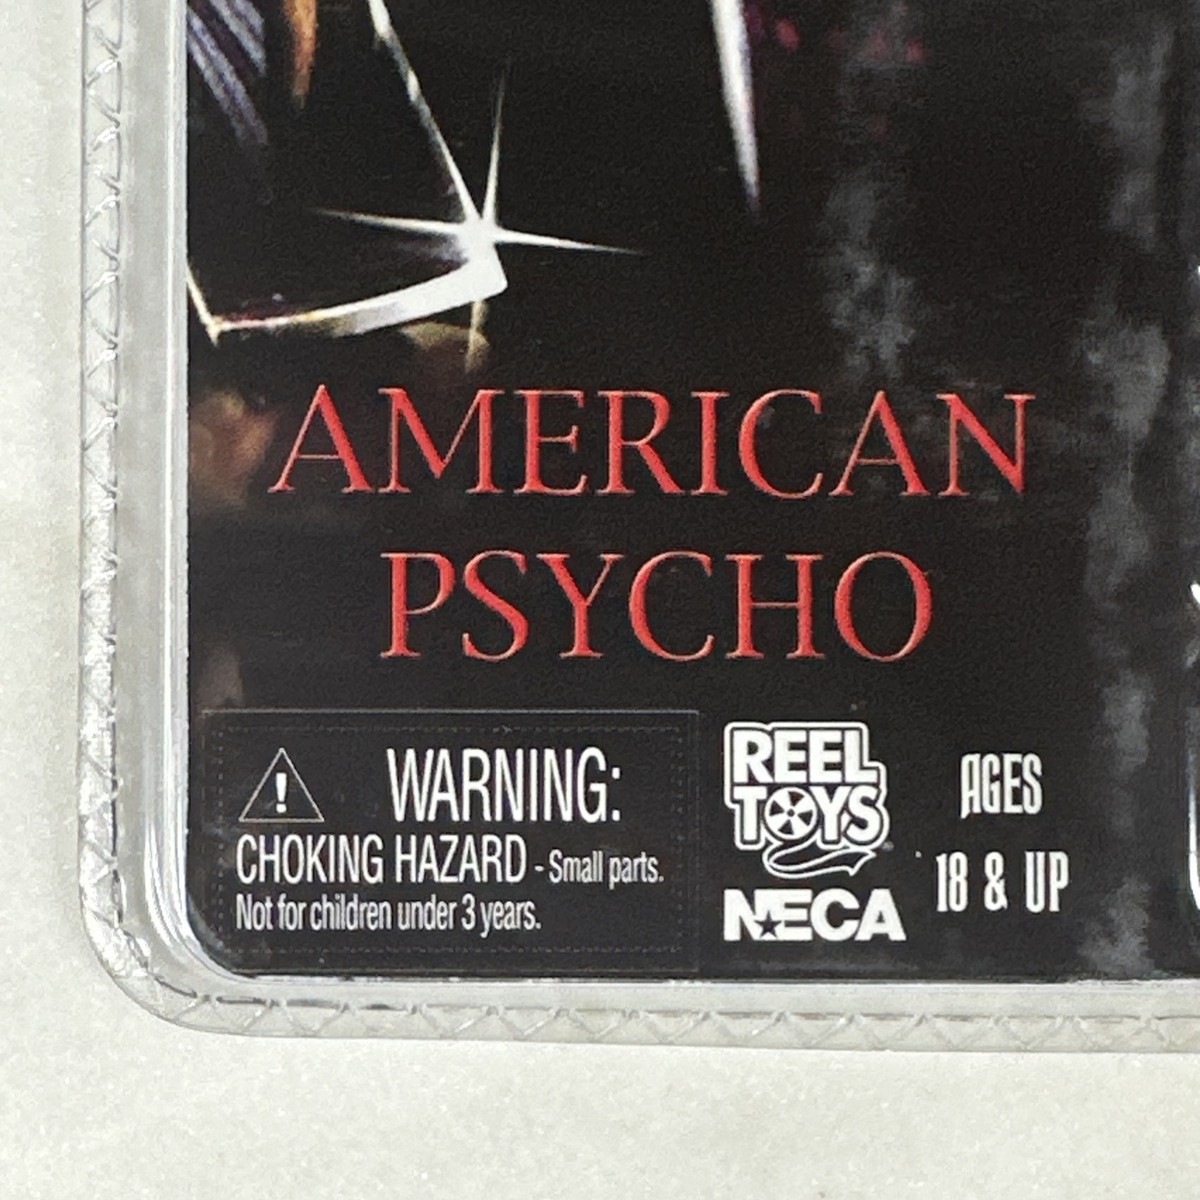 AMERICAN
PSYCHO
! WARNING:
CHOKING HAZARD - Small parts.
Not for children under 3 years.
REEL
TOYS
NECA
AGES
18 & UP